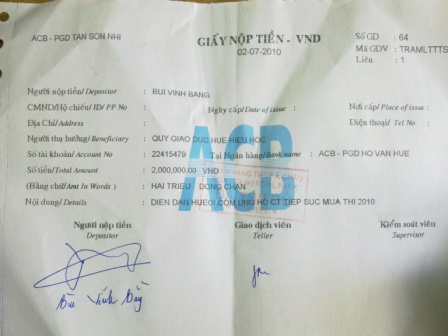 ACB - PGD TAN SON NHI
GIẤY NỘP TIỀN - VND
02-07-2010
Số GD : 64
Mã GDV : TRAMLTTTS
Liên : 1
Người nộp tiền/Depositor : BUI VINH BANG
CMND/Hộ chiếu/ID/PP No : Ngày cấp/Date of issue : Nơi cấp/Place of issue :
Địa Chỉ/Address : Điện thoại/ Tel No :
Người thụ hưởng/Beneficiary : QUY GIAO DUC HUE HIEU HOC
Số tài khoản/Account No : 22415479 Tại Ngân hàng/Bank name : ACB - PGD HO VAN HUE
Số tiền/Total Amount : 2,000,000.00 VND
(Bằng chữ/Amt In Words ) : HAI TRIEU DONG CHAN
Nội dung/Details : DIEN DAN HUEOI.COM UNG HO CT TIEP SUC MUA THI 2010
ACB
Người nộp tiền Giao dịch viên Kiểm soát viên
Depositor Teller Supervisor
Bùi Vĩnh Bằng